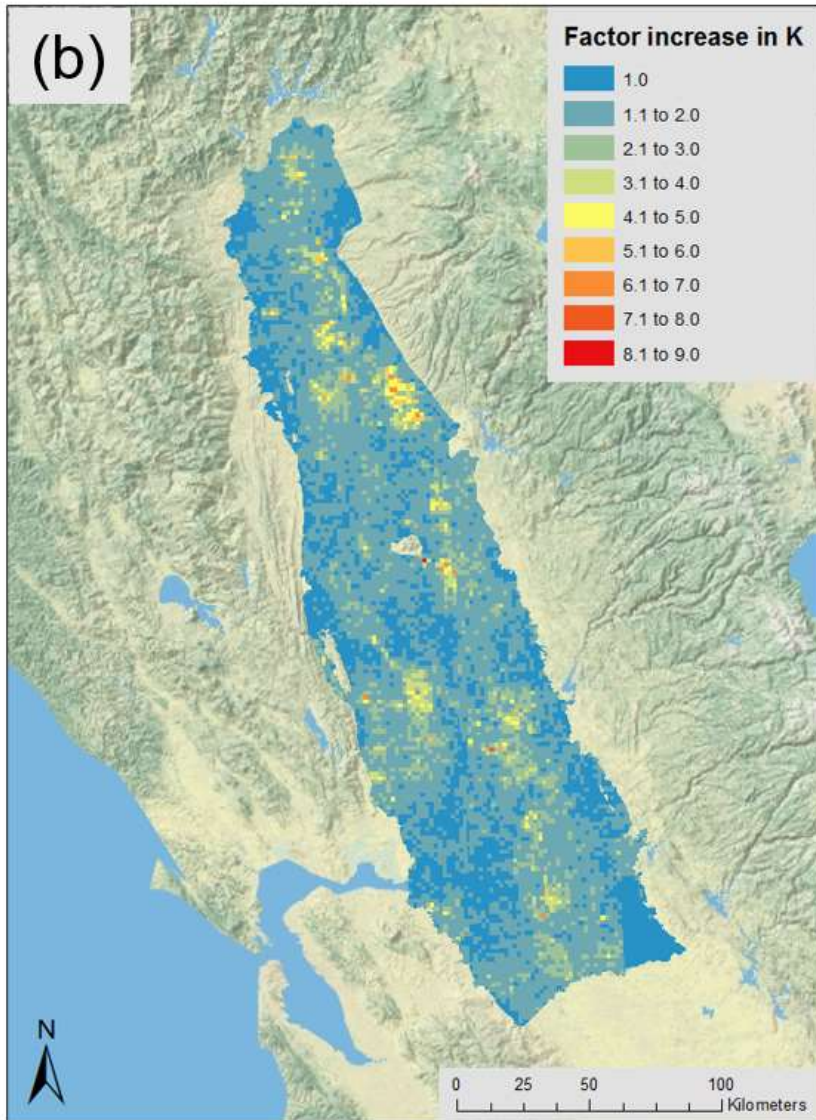 (b)
Factor increase in K
1.0
1.1 to 2.0
2.1 to 3.0
3.1 to 4.0
4.1 to 5.0
5.1 to 6.0
6.1 to 7.0
7.1 to 8.0
8.1 to 9.0
N
0 25 50 100
Kilometers